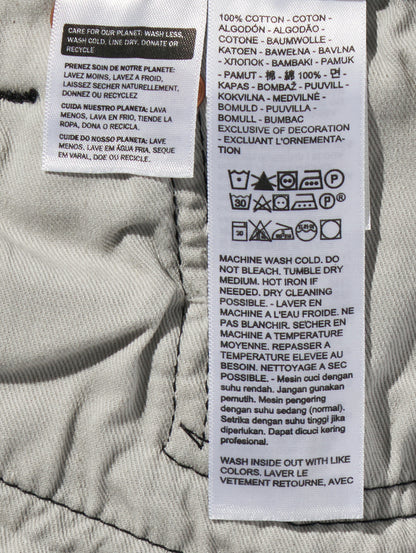 CARE FOR OUR PLANET: WASH LESS,
WASH COLD, LINE DRY, DONATE OR
RECYCLE
PRENEZ SOIN DE NOTRE PLANETE:
LAVEZ MOINS, LAVEZ A FROID,
LAISSEZ SECHER NATURELLEMENT,
DONNEZ OU RECYCLEZ
CUIDA NUESTRO PLANETA: LAVA
MENOS, LAVA EN FRIO, TIENDE LA
ROPA, DONA O RECICLA.
CUIDE DO NOSSO PLANETA: LAVE
MENOS, LAVE EM ÁGUA FRIA, SEQUE
EM VARAL, DOE OU RECICLE.
100% COTTON - COTON -
ALGODÓN - ALGODÃO -
COTONE - BAUMWOLLE -
KATOEN - BAWEŁNA - BAVLNA
- ХЛОПОК - BAMBAKI - PAMUK
- PAMUT - 棉 - 綿 100% - 면 -
KAPAS - BOMBAŽ - PUUVILL -
KOKVILNA - MEDVILNĖ -
BOMULD - PUUVILLA -
BOMULL - BUMBAC
EXCLUSIVE OF DECORATION
- EXCLUANT L'ORNEMENTA-
TION
P
30 P
30
MACHINE WASH COLD. DO
NOT BLEACH. TUMBLE DRY
MEDIUM. HOT IRON IF
NEEDED. DRY CLEANING
POSSIBLE. - LAVER EN
MACHINE A L'EAU FROIDE. NE
PAS BLANCHIR. SECHER EN
MACHINE A TEMPERATURE
MOYENNE. REPASSER A
TEMPERATURE ELEVEE AU
BESOIN. NETTOYAGE A SEC
POSSIBLE. - Mesin cuci dengan
suhu rendah. Jangan gunakan
pemutih. Mesin pengering
dengan suhu sedang (normal).
Setrika dengan suhu tinggi jika
diperlukan. Dapat dicuci kering
profesional.
WASH INSIDE OUT WITH LIKE
COLORS. LAVER LE
VETEMENT RETOURNE, AVEC